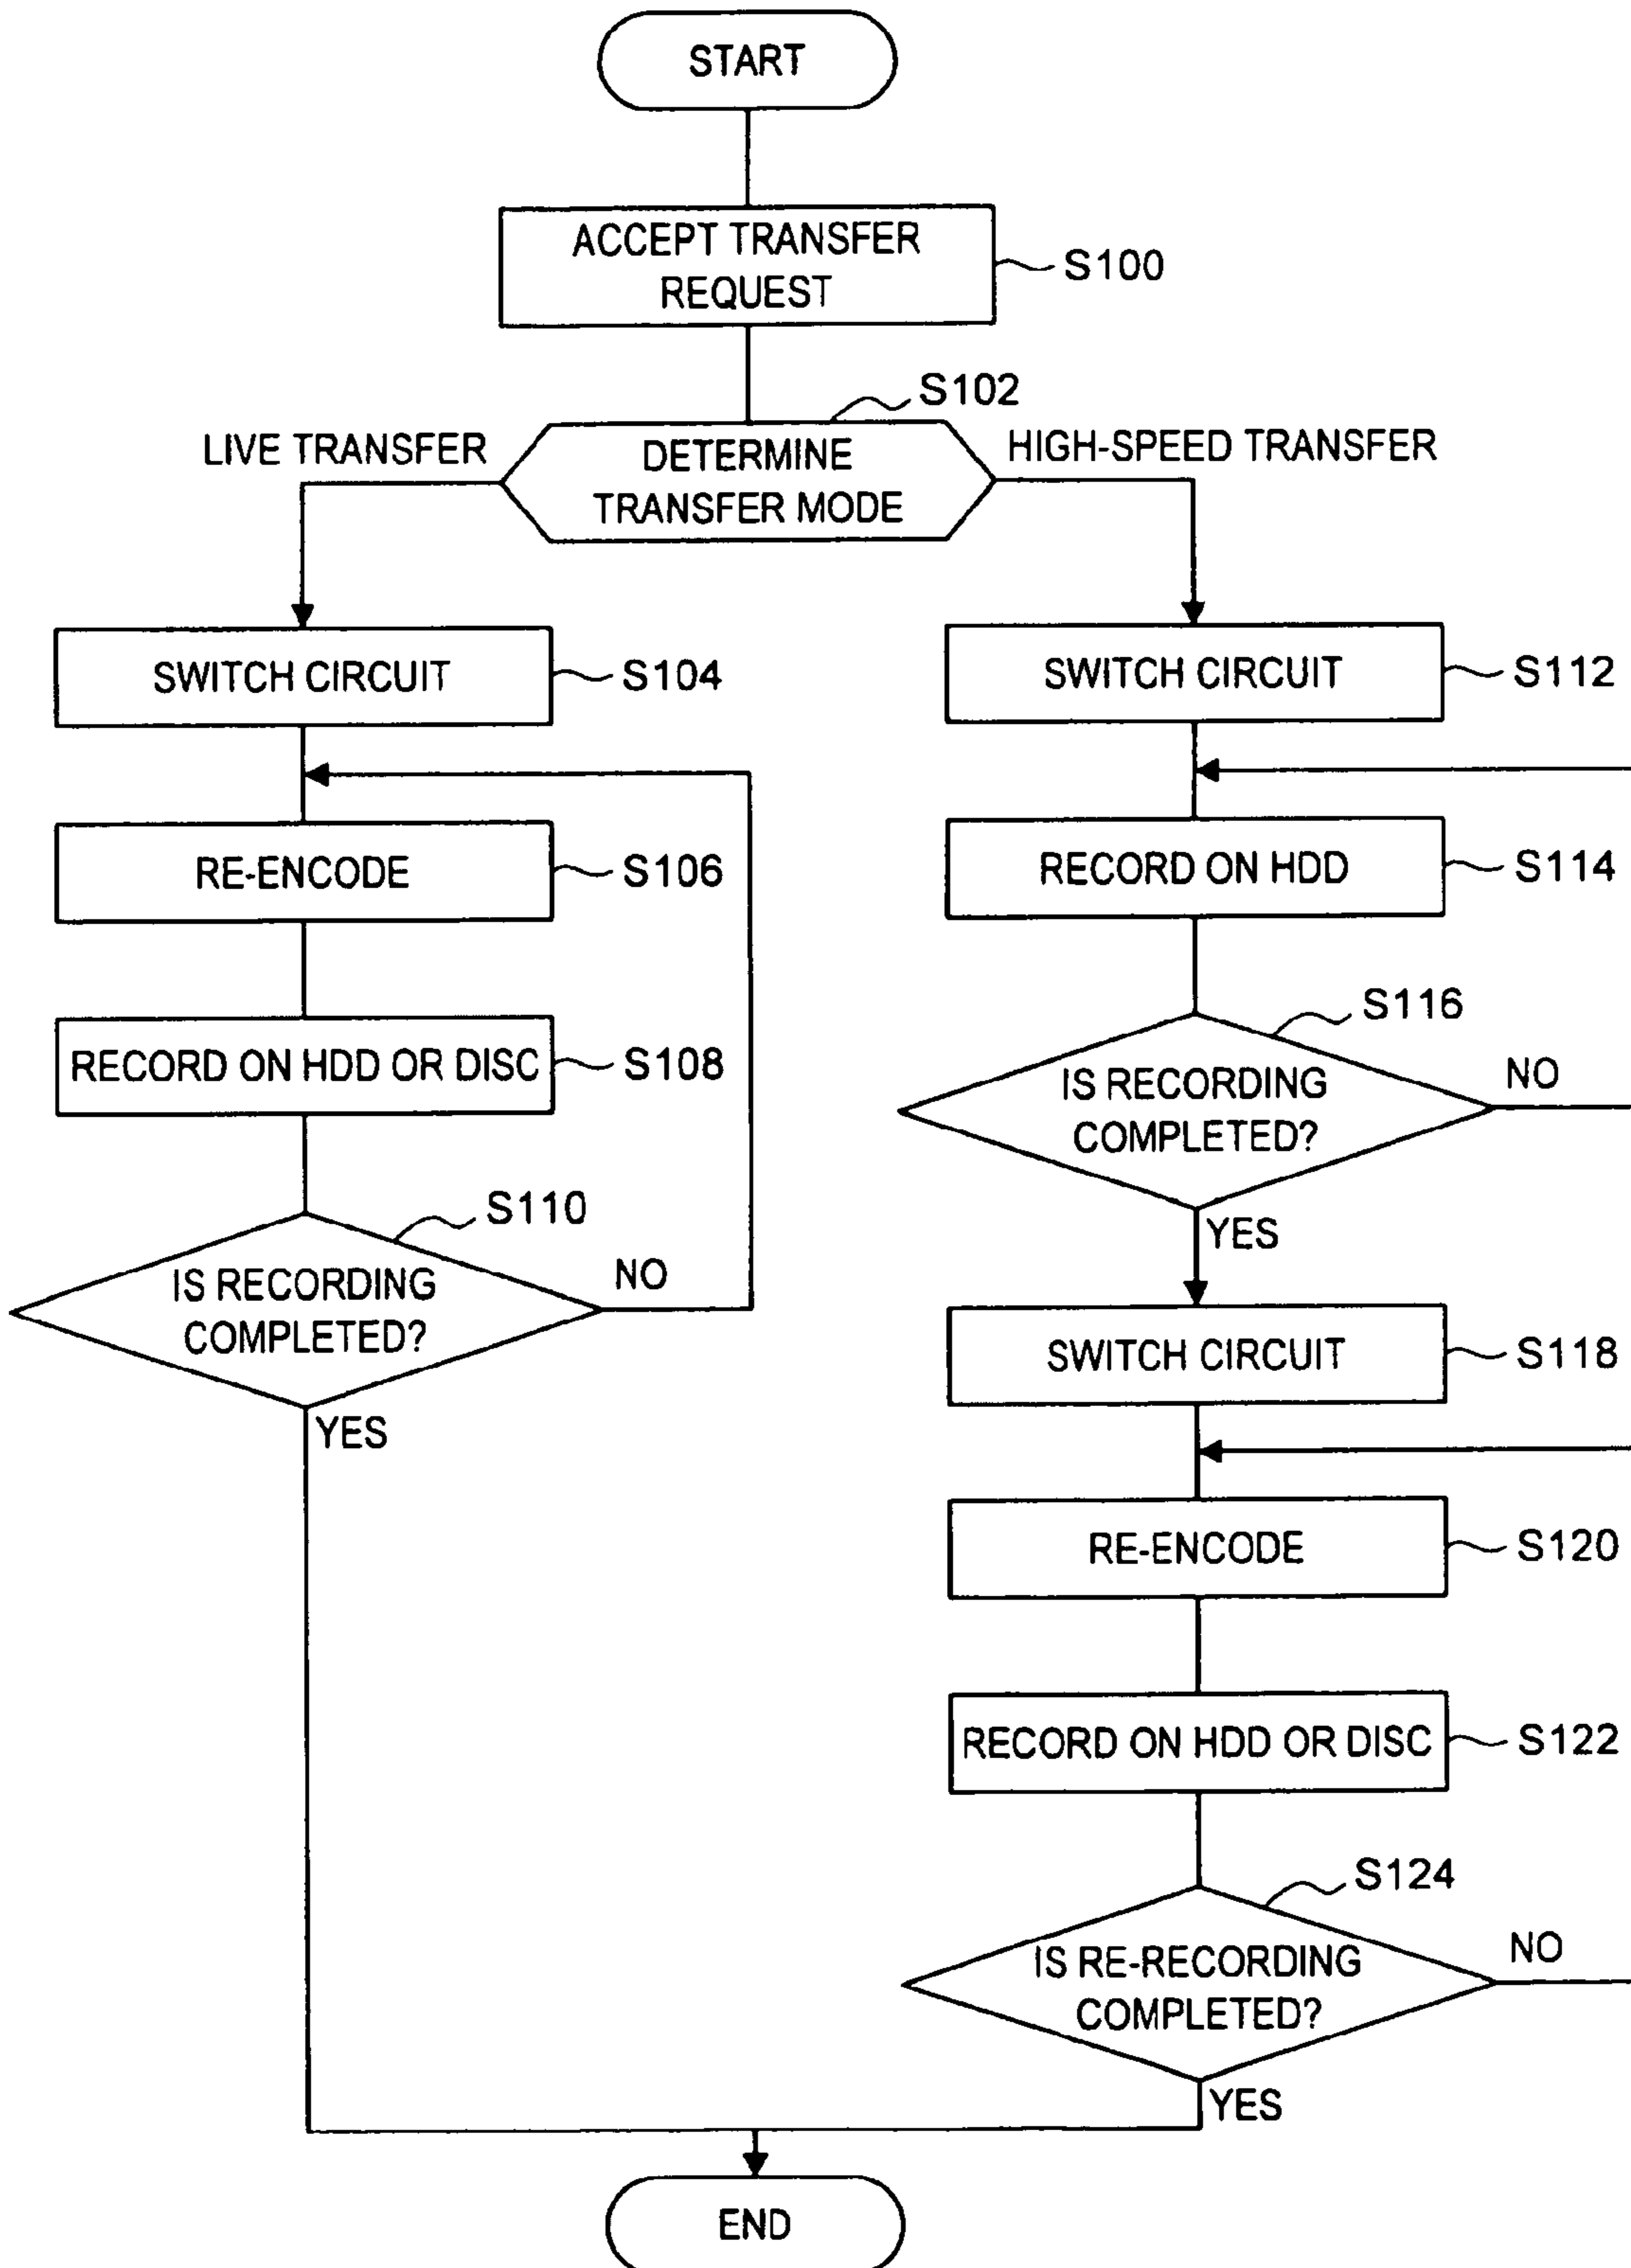 START
ACCEPT TRANSFER
REQUEST
S100
S102
LIVE TRANSFER
DETERMINE
TRANSFER MODE
HIGH-SPEED TRANSFER
SWITCH CIRCUIT
S104
RE-ENCODE
S106
RECORD ON HDD OR DISC
S108
S110
IS RECORDING
COMPLETED?
NO
YES
SWITCH CIRCUIT
S112
RECORD ON HDD
S114
S116
IS RECORDING
COMPLETED?
NO
YES
SWITCH CIRCUIT
S118
RE-ENCODE
S120
RECORD ON HDD OR DISC
S122
S124
IS RE-RECORDING
COMPLETED?
NO
YES
END